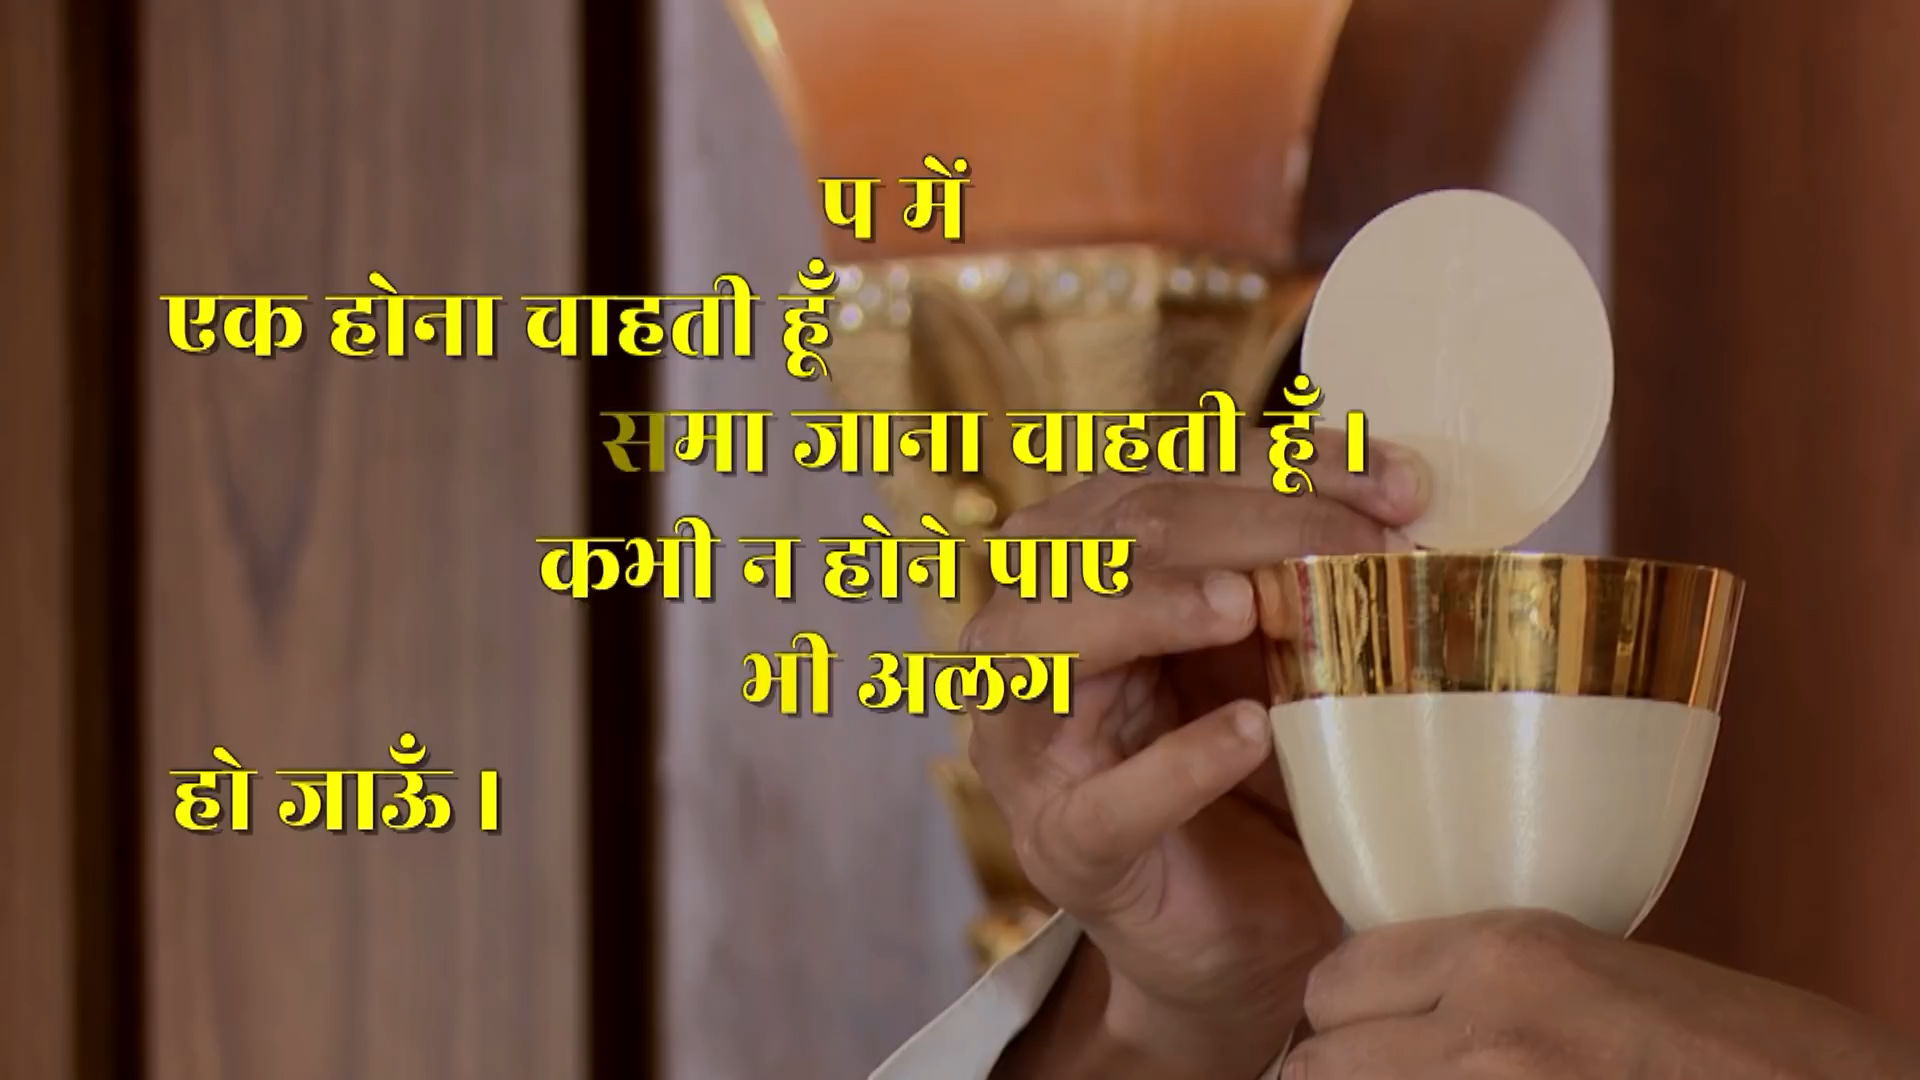 प में
एक होना चाहती हूँ
समा जाना चाहती हूँ।
कभी न होने पाए
भी अलग
हो जाऊँ।